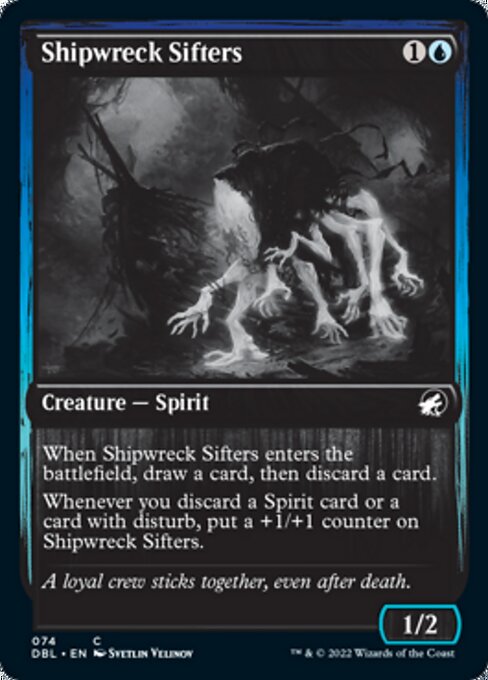 Shipwreck Sifters 1
Creature — Spirit
When Shipwreck Sifters enters the
battlefield, draw a card, then discard a card.
Whenever you discard a Spirit card or a
card with disturb, put a +1/+1 counter on
Shipwreck Sifters.
A loyal crew sticks together, even after death.
1/2
074 C
DBL • EN Svetlin Velinov ™ & © 2022 Wizards of the Coast